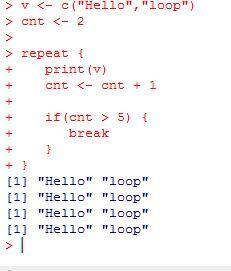 > v <- c("Hello","loop")
> cnt <- 2
>
> repeat {
+    print(v)
+    cnt <- cnt + 1
+
+    if(cnt > 5) {
+       break
+    }
+ }
[1] "Hello" "loop"
[1] "Hello" "loop"
[1] "Hello" "loop"
[1] "Hello" "loop"
>